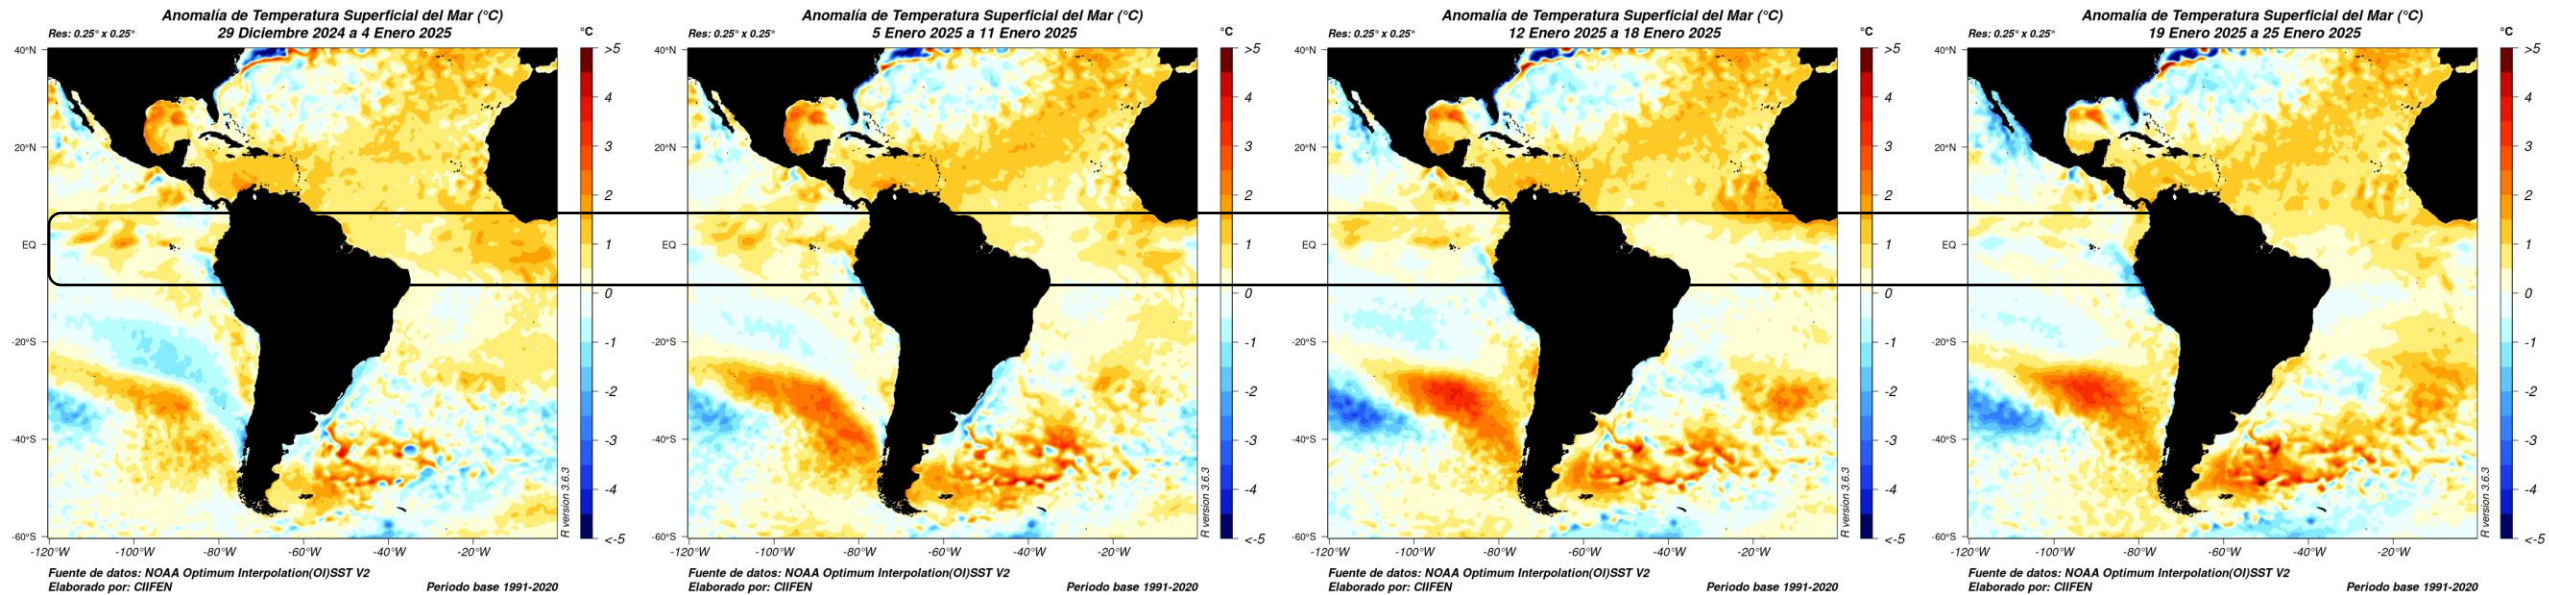 Anomalía de Temperatura Superficial del Mar (°C)
Res: 0.25° x 0.25°
29 Diciembre 2024 a 4 Enero 2025
°C
40°N
20°N
EQ
-20°S
-40°S
-60°S
-120°W
-100°W
-80°W
-60°W
-40°W
-20°W
>5
4
3
2
1
0
-1
-2
-3
-4
<-5
R version 3.6.3
Fuente de datos: NOAA Optimum Interpolation(OI)SST V2
Elaborado por: CIIFEN
Periodo base 1991-2020
Anomalía de Temperatura Superficial del Mar (°C)
Res: 0.25° x 0.25°
5 Enero 2025 a 11 Enero 2025
°C
40°N
20°N
EQ
-20°S
-40°S
-60°S
-120°W
-100°W
-80°W
-60°W
-40°W
-20°W
>5
4
3
2
1
0
-1
-2
-3
-4
<-5
R version 3.6.3
Fuente de datos: NOAA Optimum Interpolation(OI)SST V2
Elaborado por: CIIFEN
Periodo base 1991-2020
Anomalía de Temperatura Superficial del Mar (°C)
Res: 0.25° x 0.25°
12 Enero 2025 a 18 Enero 2025
°C
40°N
20°N
EQ
-20°S
-40°S
-60°S
-120°W
-100°W
-80°W
-60°W
-40°W
-20°W
>5
4
3
2
1
0
-1
-2
-3
-4
<-5
R version 3.6.3
Fuente de datos: NOAA Optimum Interpolation(OI)SST V2
Elaborado por: CIIFEN
Periodo base 1991-2020
Anomalía de Temperatura Superficial del Mar (°C)
Res: 0.25° x 0.25°
19 Enero 2025 a 25 Enero 2025
°C
40°N
20°N
EQ
-20°S
-40°S
-60°S
-120°W
-100°W
-80°W
-60°W
-40°W
-20°W
>5
4
3
2
1
0
-1
-2
-3
-4
<-5
R version 3.6.3
Fuente de datos: NOAA Optimum Interpolation(OI)SST V2
Elaborado por: CIIFEN
Periodo base 1991-2020